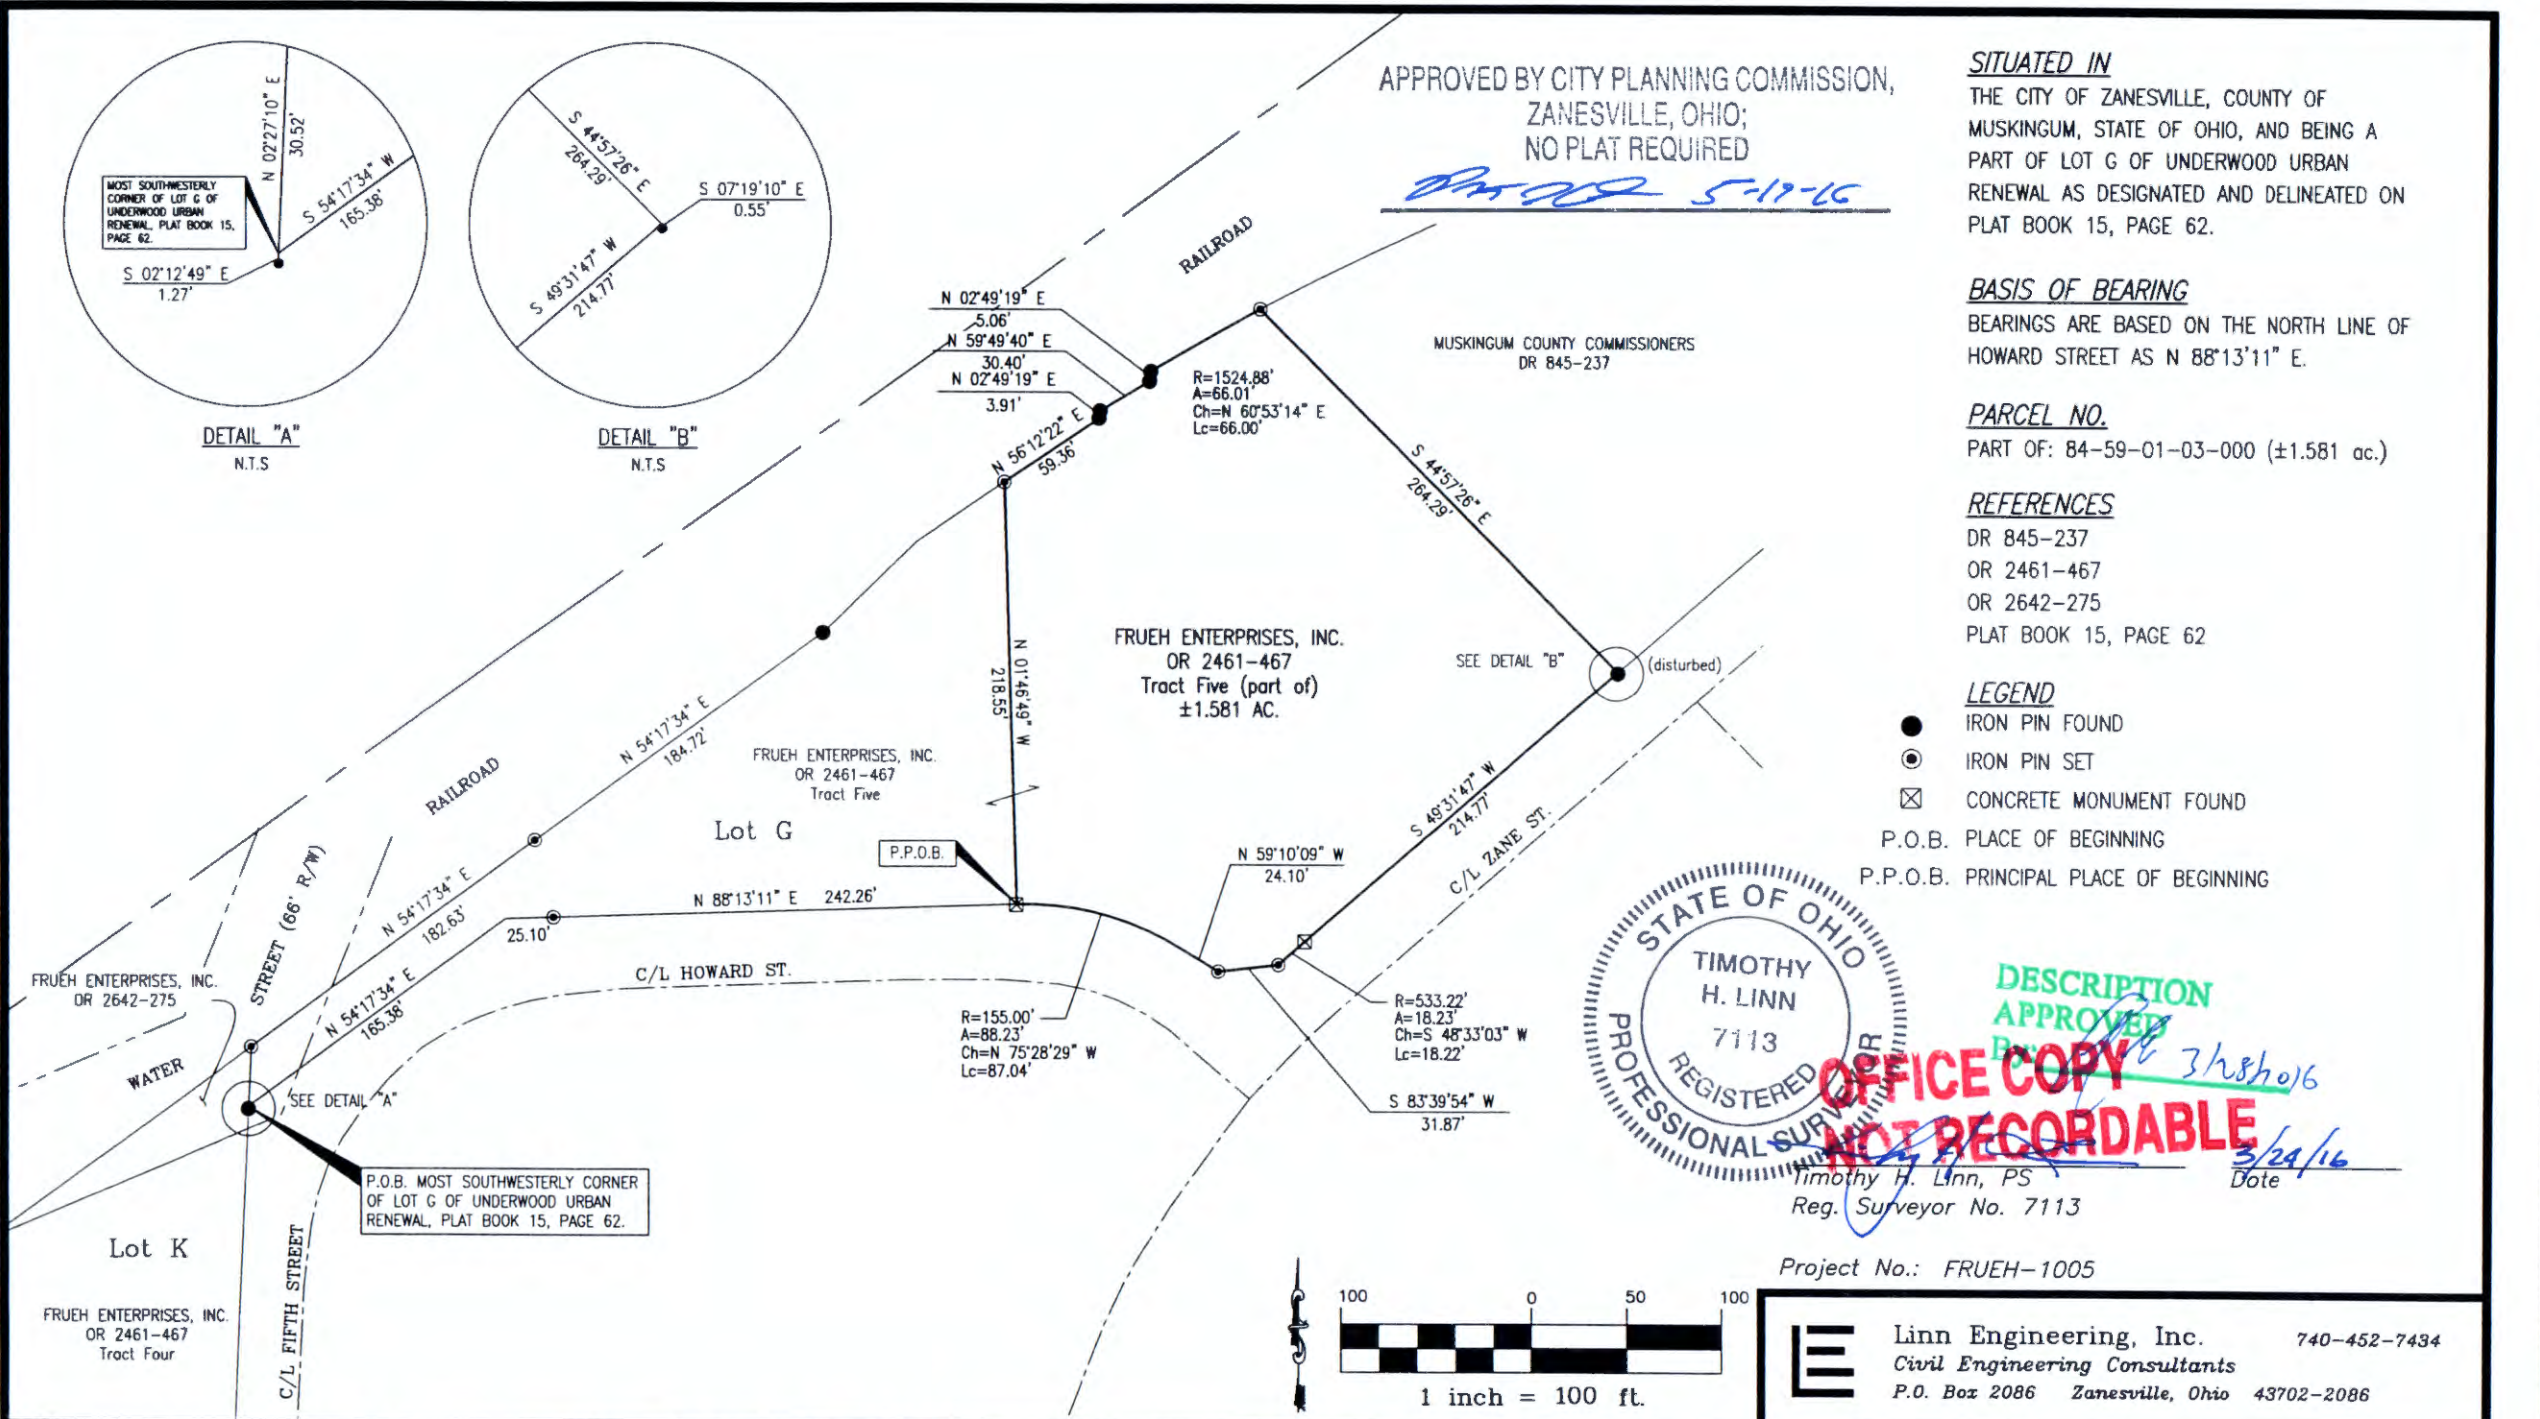 N 02°27'10" E
30.52'
MOST SOUTHWESTERLY
CORNER OF LOT G OF
UNDERWOOD URBAN
RENEWAL, PLAT BOOK 15,
PAGE 62.
S 54°17'34" W
165.38'
S 02°12'49" E
1.27'
DETAIL "A"
N.T.S
S 44°57'26" E
264.29'
S 07°19'10" E
0.55'
S 49°31'47" W
214.77'
DETAIL "B"
N.T.S
APPROVED BY CITY PLANNING COMMISSION,
ZANESVILLE, OHIO;
NO PLAT REQUIRED
5-19-16
SITUATED IN
THE CITY OF ZANESVILLE, COUNTY OF
MUSKINGUM, STATE OF OHIO, AND BEING A
PART OF LOT G OF UNDERWOOD URBAN
RENEWAL AS DESIGNATED AND DELINEATED ON
PLAT BOOK 15, PAGE 62.
BASIS OF BEARING
BEARINGS ARE BASED ON THE NORTH LINE OF
HOWARD STREET AS N 88°13'11" E.
PARCEL NO.
PART OF: 84-59-01-03-000 (±1.581 ac.)
REFERENCES
DR 845-237
OR 2461-467
OR 2642-275
PLAT BOOK 15, PAGE 62
LEGEND
IRON PIN FOUND
IRON PIN SET
CONCRETE MONUMENT FOUND
P.O.B. PLACE OF BEGINNING
P.P.O.B. PRINCIPAL PLACE OF BEGINNING
RAILROAD
N 02°49'19" E
5.06'
N 59°49'40" E
30.40'
N 02°49'19" E
3.91'
N 56°12'22" E
59.36'
R=1524.88'
A=66.01'
Ch=N 60°53'14" E
Lc=66.00'
MUSKINGUM COUNTY COMMISSIONERS
DR 845-237
S 44°57'26" E
264.29'
FRUEH ENTERPRISES, INC.
OR 2461-467
Tract Five (part of)
±1.581 AC.
SEE DETAIL "B"
(disturbed)
N 01°46'49" W
218.55'
N 54°17'34" E
184.72'
FRUEH ENTERPRISES, INC.
OR 2461-467
Tract Five
Lot G
P.P.O.B.
RAILROAD
S 49°31'47" W
214.77'
C/L ZANE ST.
N 59°10'09" W
24.10'
N 88°13'11" E 242.26'
25.10'
N 54°17'34" E
182.63'
N 54°17'34" E
165.38'
STREET (66' R/W)
WATER
FRUEH ENTERPRISES, INC.
OR 2642-275
C/L HOWARD ST.
R=155.00'
A=88.23'
Ch=N 75°28'29" W
Lc=87.04'
R=533.22'
A=18.23'
Ch=S 48°33'03" W
Lc=18.22'
S 83°39'54" W
31.87'
SEE DETAIL "A"
P.O.B. MOST SOUTHWESTERLY CORNER
OF LOT G OF UNDERWOOD URBAN
RENEWAL, PLAT BOOK 15, PAGE 62.
Lot K
FRUEH ENTERPRISES, INC.
OR 2461-467
Tract Four
C/L FIFTH STREET
STATE OF OHIO
TIMOTHY
H. LINN
7113
REGISTERED
PROFESSIONAL SURVEYOR
DESCRIPTION
APPROVED
By:
3/28/2016
OFFICE COPY
NOT RECORDABLE
3/24/16
Timothy H. Linn, PS
Date
Reg. Surveyor No. 7113
Project No.: FRUEH-1005
100 0 50 100
1 inch = 100 ft.
Linn Engineering, Inc. 740-452-7434
Civil Engineering Consultants
P.O. Box 2086 Zanesville, Ohio 43702-2086